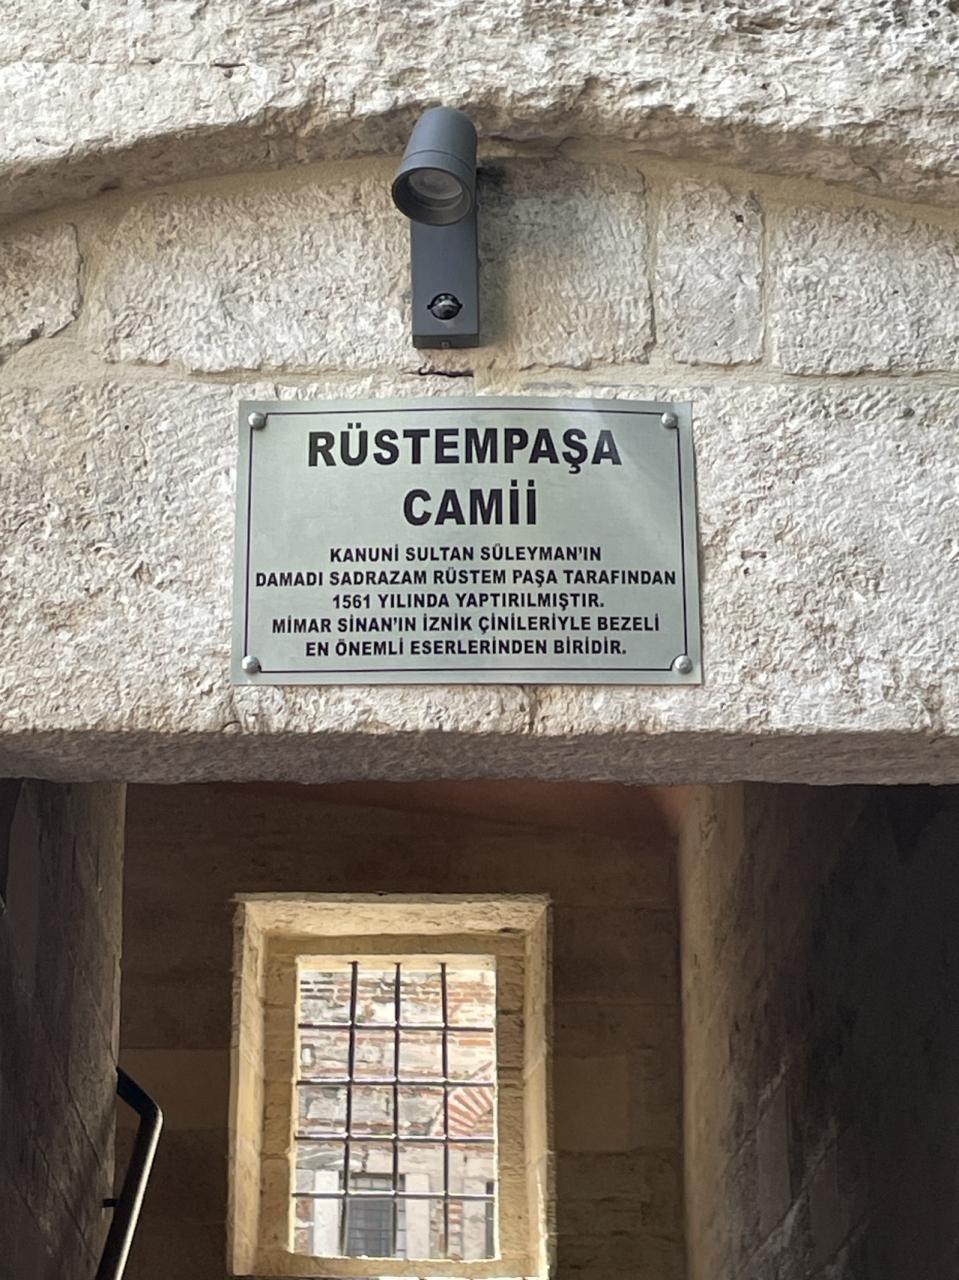 RÜSTEMPAŞA
CAMİİ
KANUNİ SULTAN SÜLEYMAN'IN
DAMADI SADRAZAM RÜSTEM PAŞA TARAFINDAN
1561 YILINDA YAPTIRILMIŞTIR.
MİMAR SİNAN'IN İZNİK ÇİNİLERİYLE BEZELİ
EN ÖNEMLİ ESERLERİNDEN BİRİDİR.